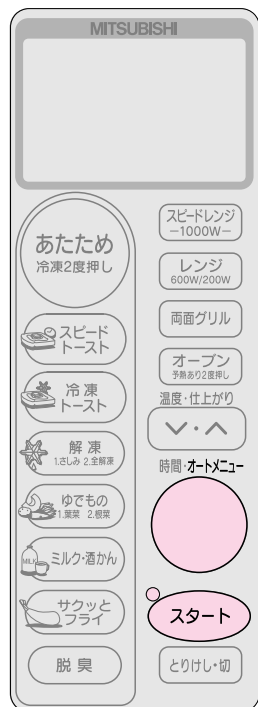 MITSUBISHI
あたため
冷凍2度押し
スピード
トースト
冷凍
トースト
解凍
1.さしみ 2.全解凍
ゆでもの
1.葉菜 2.根菜
MILK
ミルク・酒かん
サクッと
フライ
脱臭
スピードレンジ
−1000W−
レンジ
600W/200W
両面グリル
オーブン
予熱あり2度押し
温度・仕上がり
時間・オートメニュー
スタート
とりけし・切